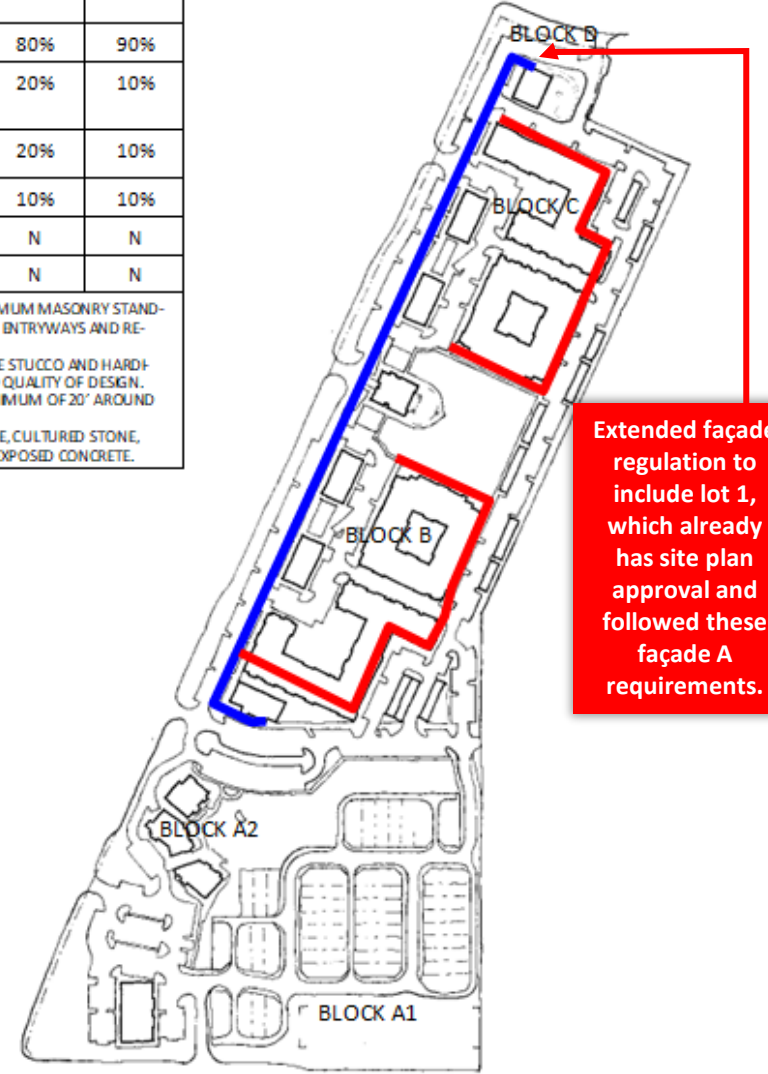 80% 90%
20% 10%
20% 10%
10% 10%
N N
N N
MUM MASONRY STAND-
ENTRYWAYS AND RE-
E STUCCO AND HARDI-
QUALITY OF DESIGN.
IMUM OF 20' AROUND
E, CULTURED STONE,
XPOSED CONCRETE.
BLOCK D
BLOCK C
Extended façade
regulation to
include lot 1,
which already
has site plan
approval and
followed these
façade A
requirements.
BLOCK B
BLOCK A2
BLOCK A1